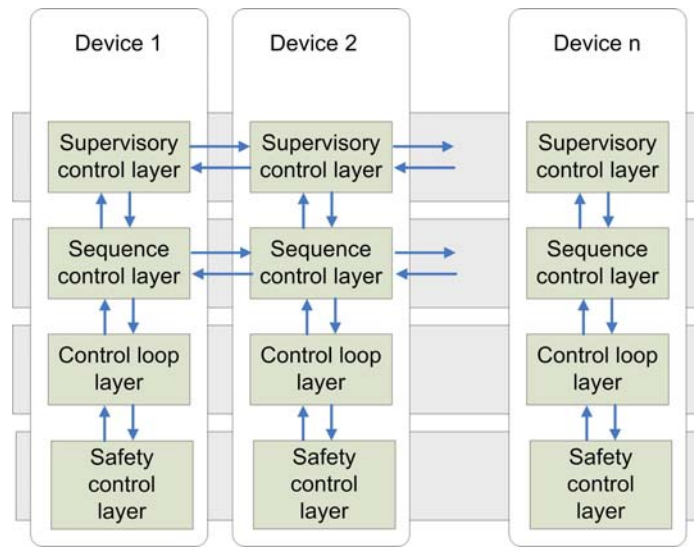 Device 1
Device 2
Device n
Supervisory
control layer
Supervisory
control layer
Supervisory
control layer
Sequence
control layer
Sequence
control layer
Sequence
control layer
Control loop
layer
Control loop
layer
Control loop
layer
Safety
control
layer
Safety
control
layer
Safety
control
layer